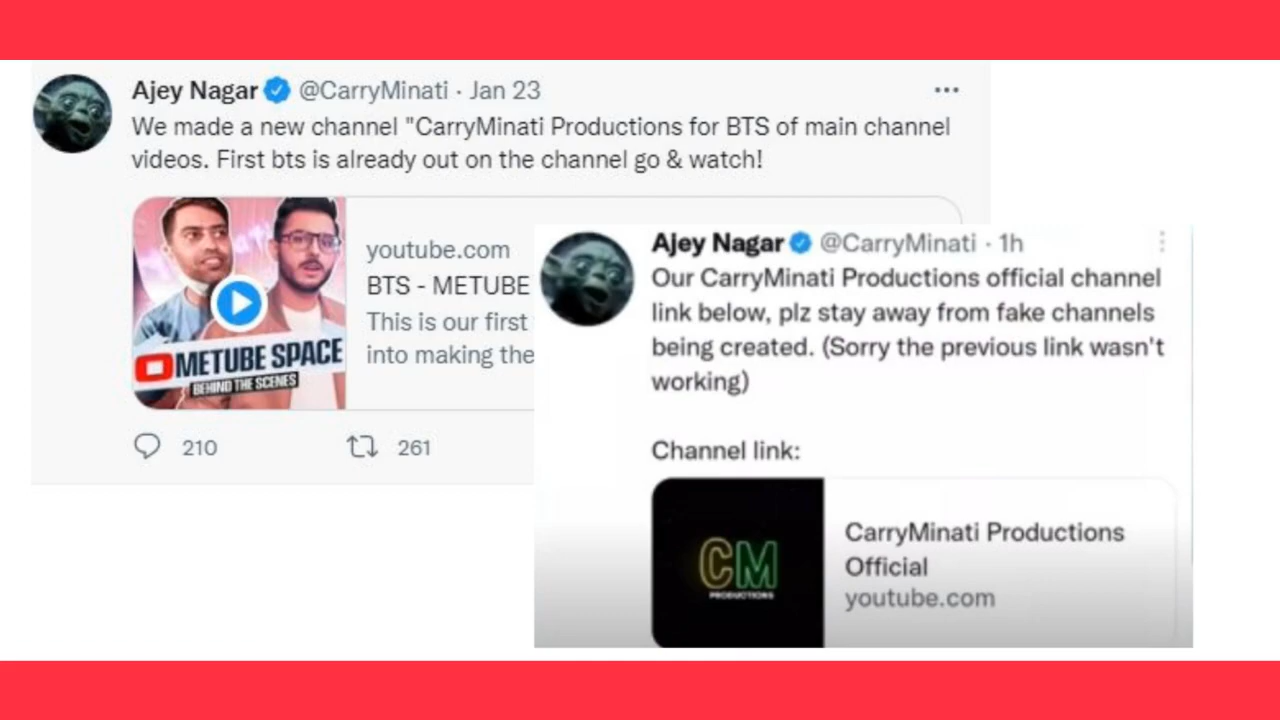 Ajey Nagar @CarryMinati · Jan 23
We made a new channel "CarryMinati Productions for BTS of main channel
videos. First bts is already out on the channel go & watch!
METUBE SPACE
BEHIND THE SCENES
youtube.com
BTS - METUBE
This is our first
into making the
210 261
Ajey Nagar @CarryMinati · 1h
Our CarryMinati Productions official channel
link below, plz stay away from fake channels
being created. (Sorry the previous link wasn't
working)
Channel link:
CM
PRODUCTIONS
CarryMinati Productions
Official
youtube.com